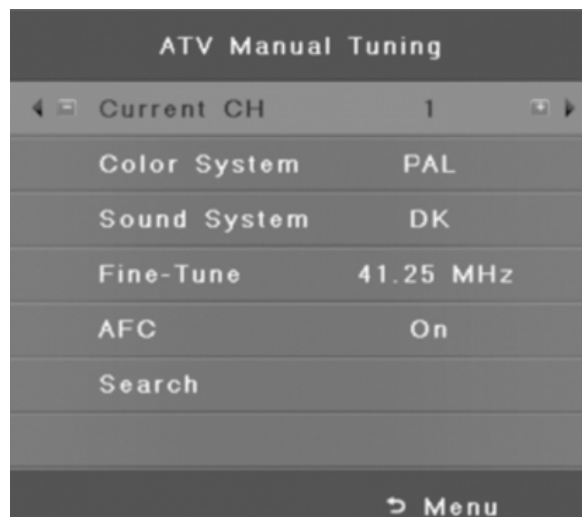 ATV Manual Tuning
Current CH 1
Color System PAL
Sound System DK
Fine-Tune 41.25 MHz
AFC On
Search
Menu